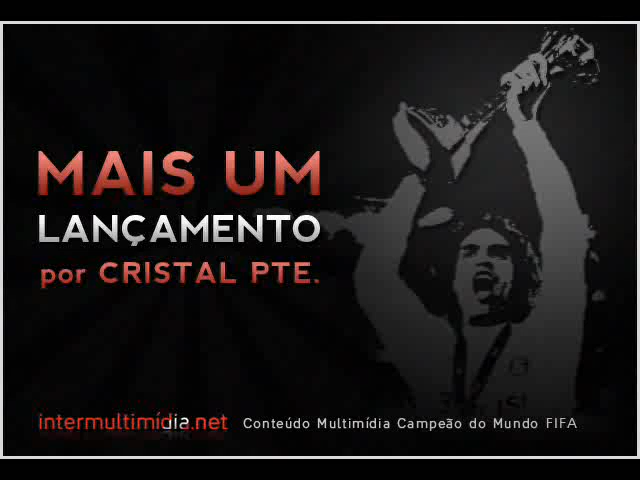 MAIS UM
LANÇAMENTO
por CRISTAL PTE.
intermultimídia.net Conteúdo Multimídia Campeão do Mundo FIFA